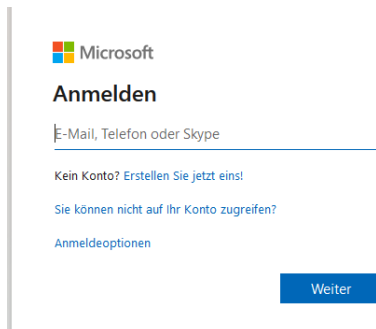 Microsoft
Anmelden
E-Mail, Telefon oder Skype
Kein Konto? Erstellen Sie jetzt eins!
Sie können nicht auf Ihr Konto zugreifen?
Anmeldeoptionen
Weiter